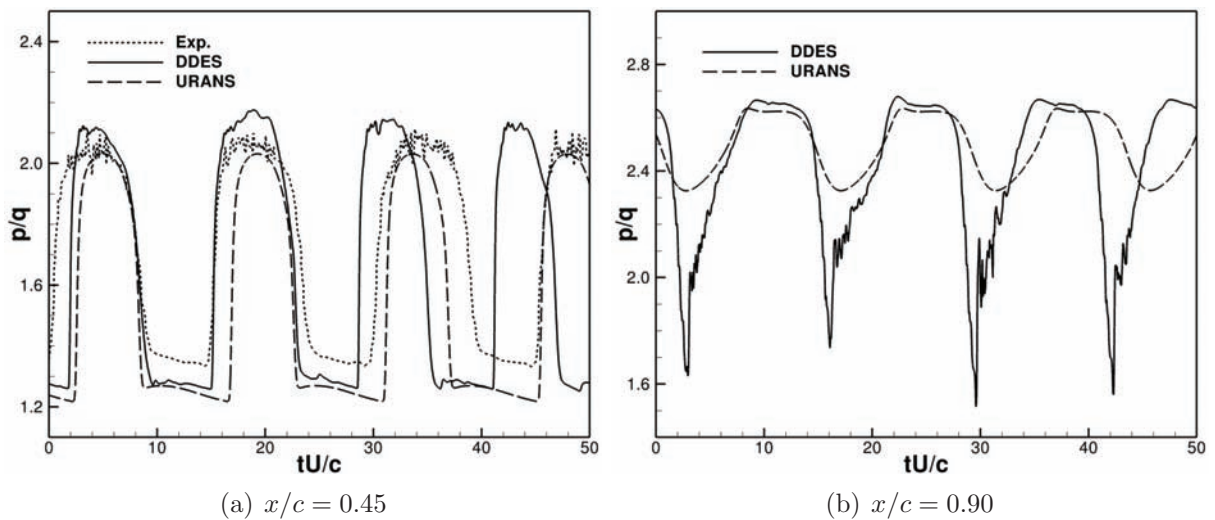 2.4
2.0
1.6
1.2
p/q
Exp.
DDES
URANS
0
10
20
30
40
50
tU/c
(a) x/c = 0.45
2.8
2.4
2.0
1.6
p/q
DDES
URANS
0
10
20
30
40
50
tU/c
(b) x/c = 0.90